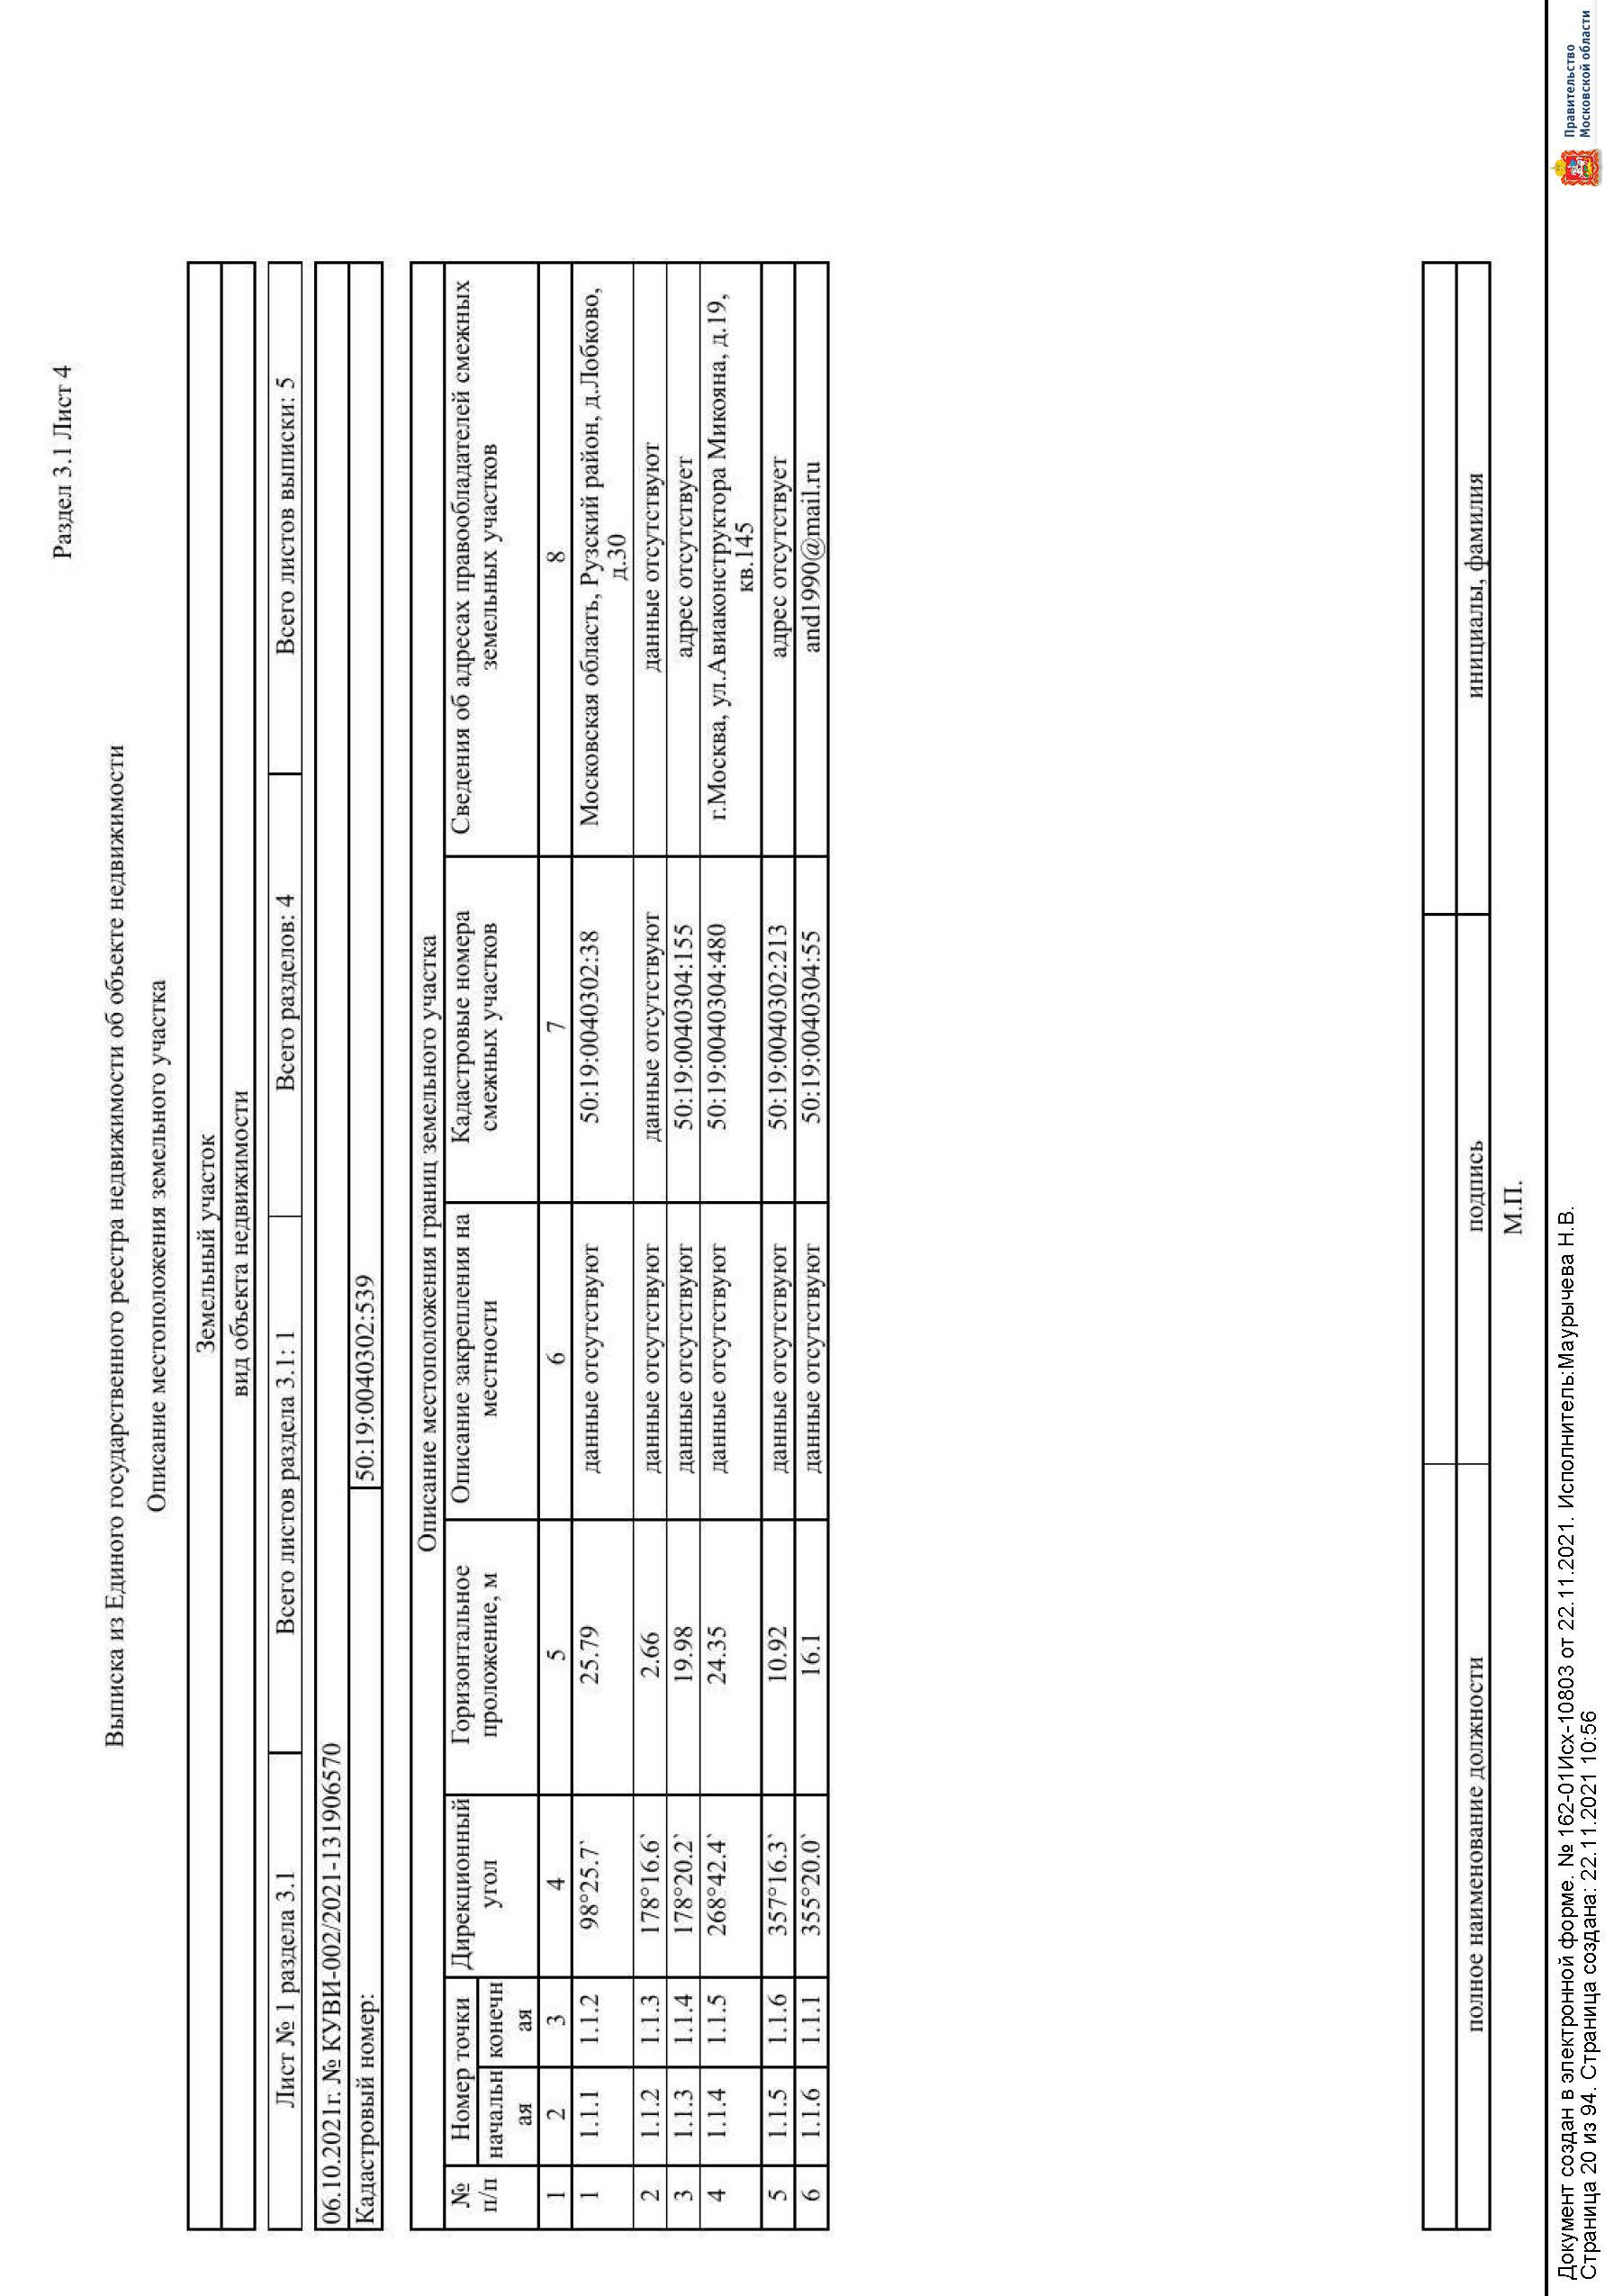 Раздел 3.1 Лист 4
Выписка из Единого государственного реестра недвижимости об объекте недвижимости
Описание местоположения земельного участка
Земельный участок
вид объекта недвижимости
Лист № 1 раздела 3.1 Всего листов раздела 3.1: 1 Всего разделов: 4 Всего листов выписки: 5
06.10.2021г. № КУВИ-002/2021-131906570
Кадастровый номер: 50:19:0040302:539
Описание местоположения границ земельного участка
№ Номер точки Дирекционный Горизонтальное Описание закрепления на Кадастровые номера Сведения об адресах правообладателей смежных
п/п начальн конечн угол проложение, м местности смежных участков земельных участков
ая ая
1 2 3 4 5 6 7 8
1 1.1.1 1.1.2 98°25.7` 25.79 данные отсутствуют 50:19:0040302:38 Московская область, Рузский район, д.Лобково,
д.30
2 1.1.2 1.1.3 178°16.6` 2.66 данные отсутствуют данные отсутствуют данные отсутствуют
3 1.1.3 1.1.4 178°20.2` 19.98 данные отсутствуют 50:19:0040304:155 адрес отсутствует
4 1.1.4 1.1.5 268°42.4` 24.35 данные отсутствуют 50:19:0040304:480 г.Москва, ул.Авиаконструктора Микояна, д.19,
кв.145
5 1.1.5 1.1.6 357°16.3` 10.92 данные отсутствуют 50:19:0040302:213 адрес отсутствует
6 1.1.6 1.1.1 355°20.0` 16.1 данные отсутствуют 50:19:0040304:55 and1990@mail.ru
полное наименование должности подпись инициалы, фамилия
М.П.
Документ создан в электронной форме. № 162-01Исх-10803 от 22.11.2021. Исполнитель:Маурычева Н.В.
Страница 20 из 94. Страница создана: 22.11.2021 10:56
Правительство
Московской области